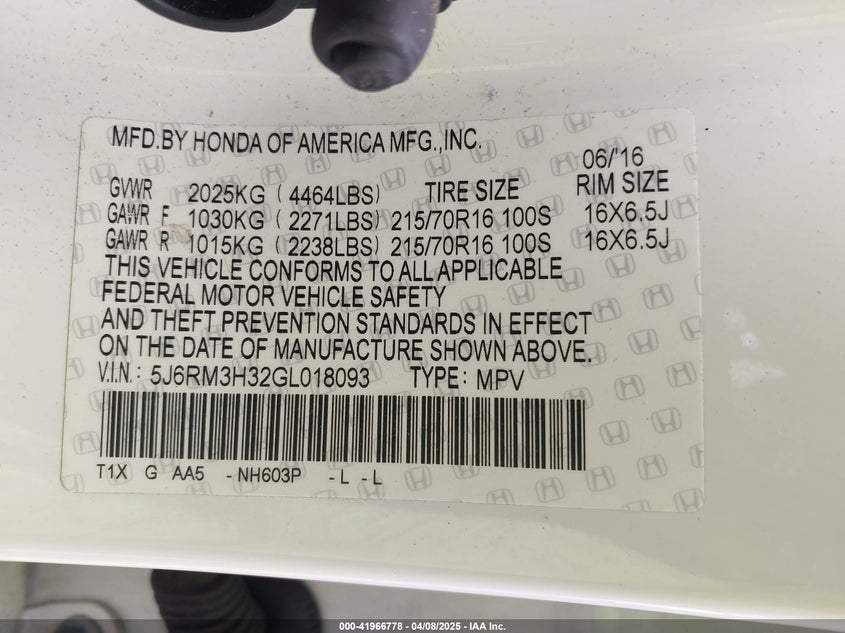 MFD.BY HONDA OF AMERICA MFG.,INC.
06/'16
GVWR 2025KG ( 4464LBS) TIRE SIZE RIM SIZE
GAWR F 1030KG ( 2271LBS) 215/70R16 100S 16X6.5J
GAWR R 1015KG ( 2238LBS) 215/70R16 100S 16X6.5J
THIS VEHICLE CONFORMS TO ALL APPLICABLE
FEDERAL MOTOR VEHICLE SAFETY
AND THEFT PREVENTION STANDARDS IN EFFECT
ON THE DATE OF MANUFACTURE SHOWN ABOVE.
V.I.N.: 5J6RM3H32GL018093 TYPE: MPV
T1X G AA5 -NH603P -L -L
000-41966778 - 04/08/2025 - IAA Inc.